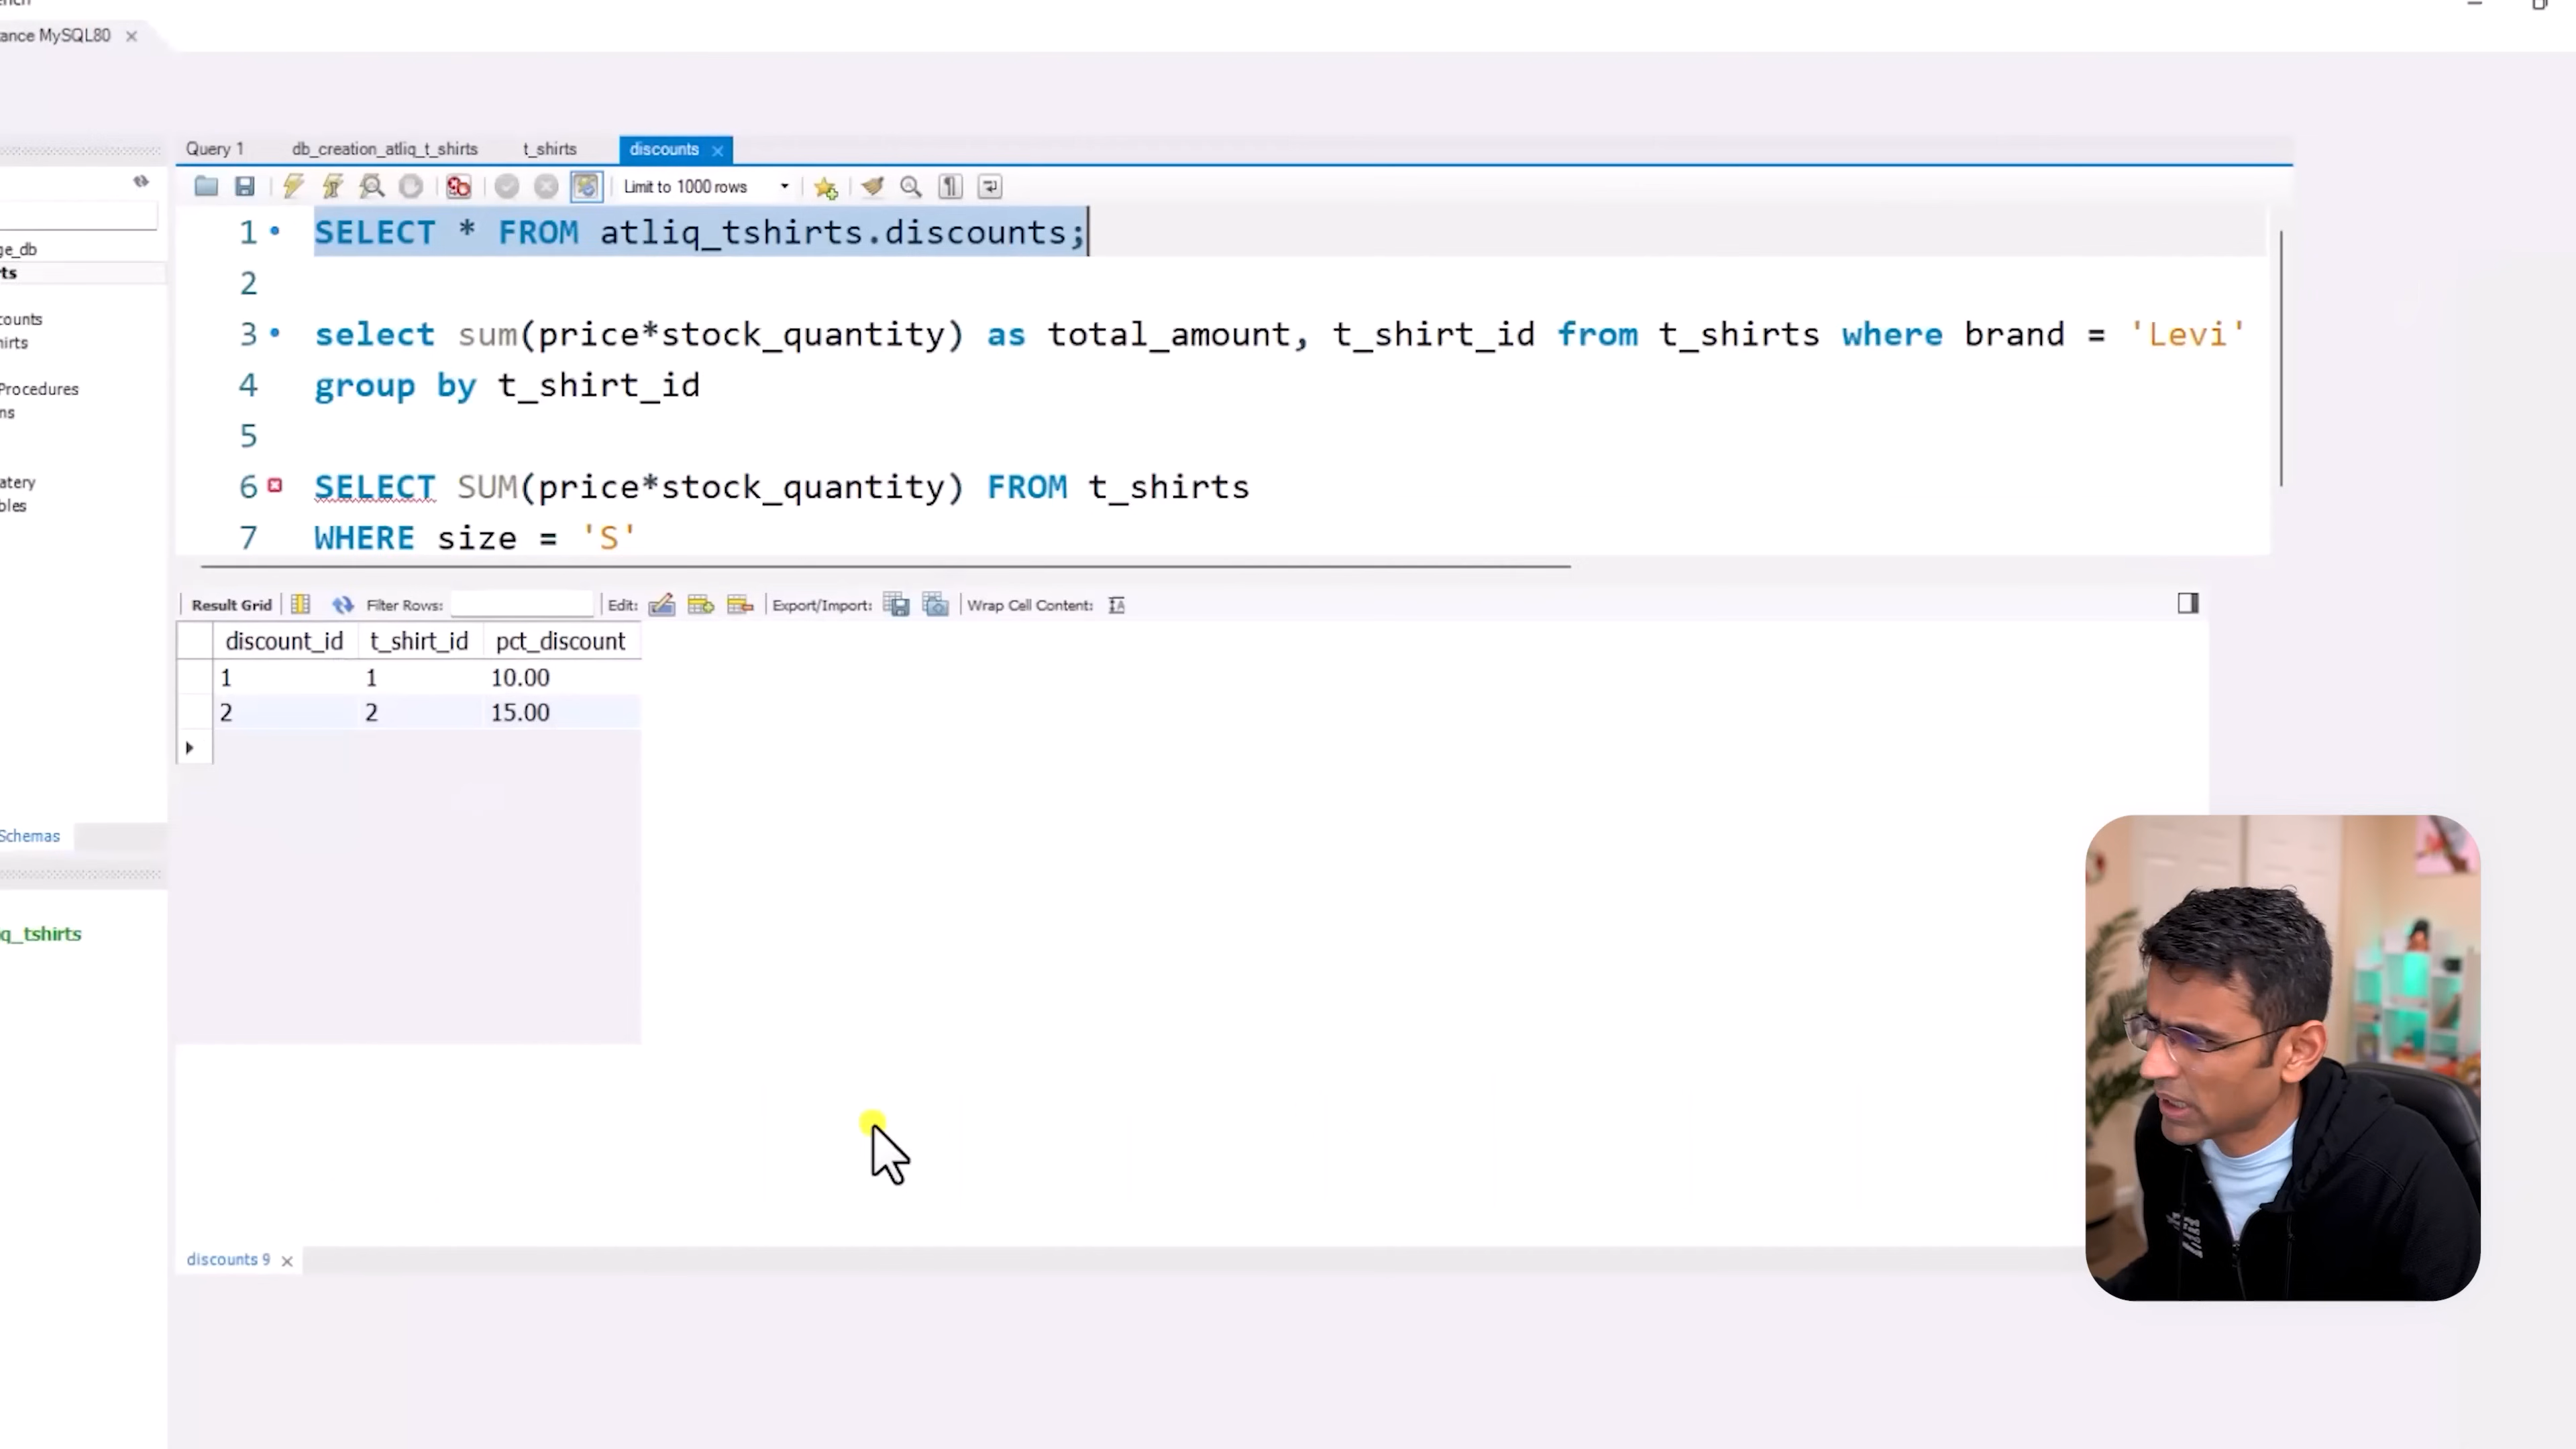 ance MySQL80
Query 1 db_creation_atliq_t_shirts t_shirts discounts
Limit to 1000 rows
1 SELECT * FROM atliq_tshirts.discounts;
2
3 select sum(price*stock_quantity) as total_amount, t_shirt_id from t_shirts where brand = 'Levi'
4 group by t_shirt_id
5
6 SELECT SUM(price*stock_quantity) FROM t_shirts
7 WHERE size = 'S'
ge_db
rts
counts
hirts
Procedures
ns
atery
bles
Schemas
q_tshirts
Result Grid Filter Rows: Edit: Export/Import: Wrap Cell Content:
discount_id t_shirt_id pct_discount
1 1 10.00
2 2 15.00
discounts 9